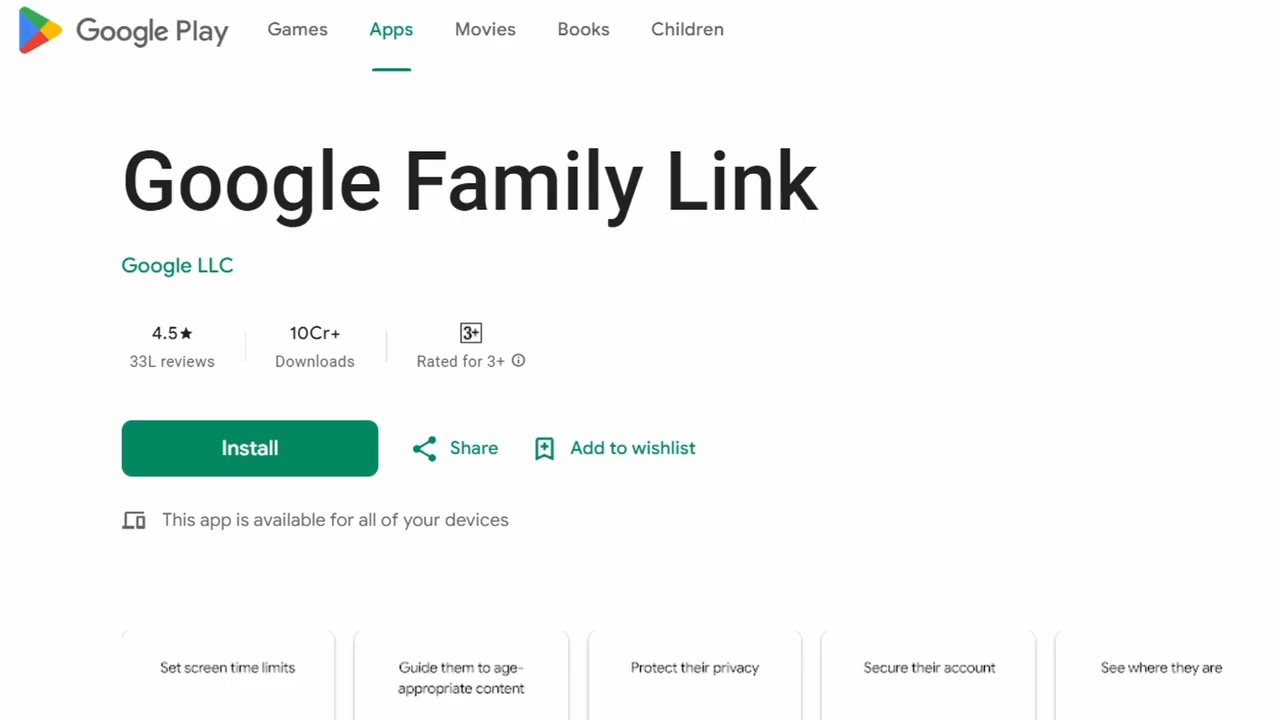 Google Play Games Apps Movies Books Children
Google Family Link
Google LLC
4.5★ 10Cr+ 3+
33L reviews Downloads Rated for 3+
Install Share Add to wishlist
This app is available for all of your devices
Set screen time limits
Guide them to age-
appropriate content
Protect their privacy
Secure their account
See where they are